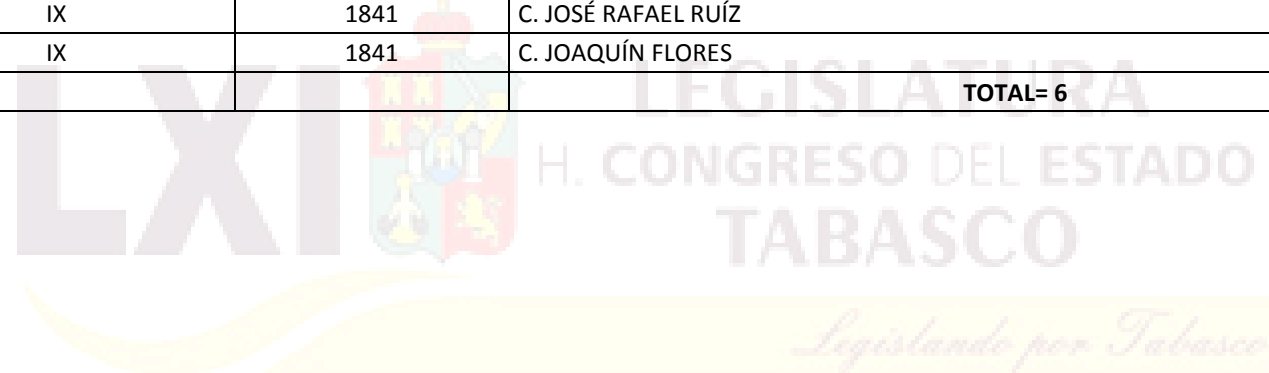 IX 1841 C. JOSÉ RAFAEL RUÍZ
IX 1841 C. JOAQUÍN FLORES
TOTAL= 6
LXI LEGISLATURA
H. CONGRESO DEL ESTADO
TABASCO
Legislando por Tabasco